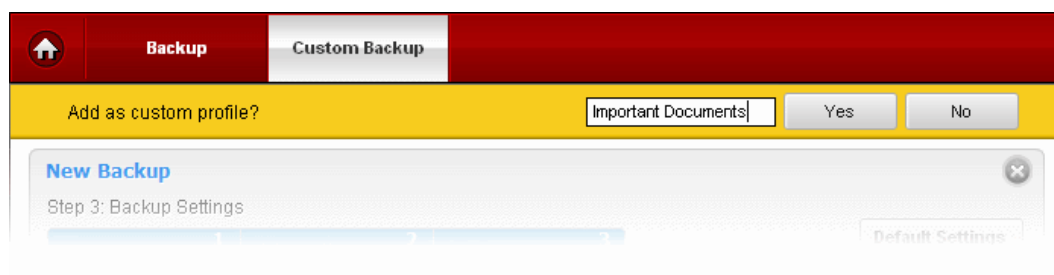 Backup
Custom Backup
Add as custom profile?
Important Documents
Yes
No
New Backup
Step 3: Backup Settings
1
2
3
Default Settings